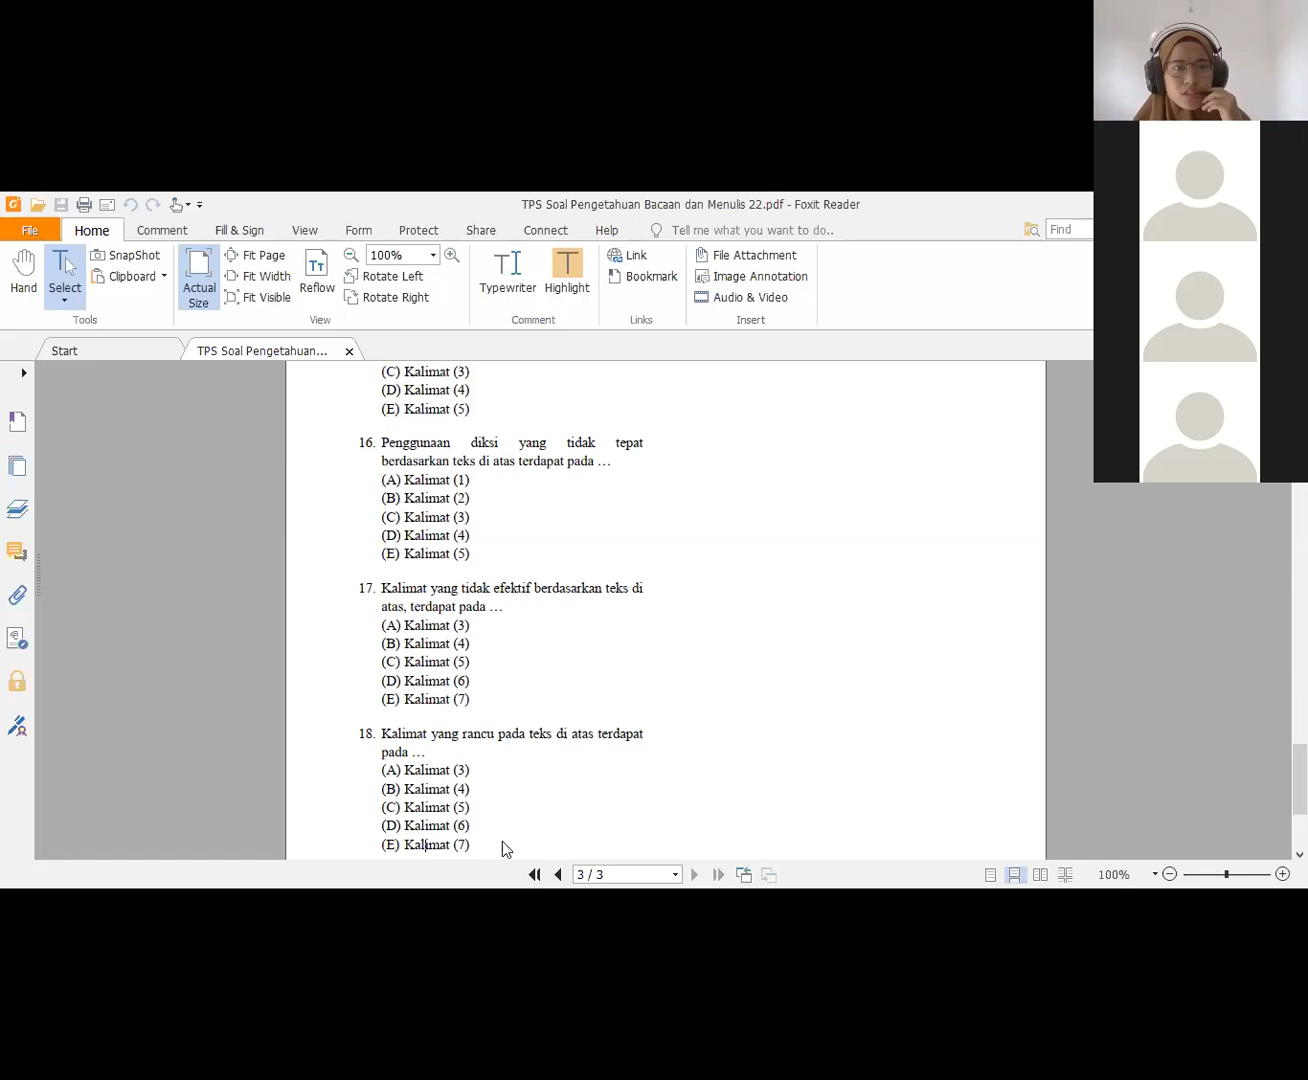 TPS Soal Pengetahuan Bacaan dan Menulis 22.pdf - Foxit Reader
File Home Comment Fill & Sign View Form Protect Share Connect Help Tell me what you want to do.. Find
Hand
Select
SnapShot
Clipboard
Tools
Actual Size
Fit Page
Fit Width
Fit Visible
Reflow
100%
Rotate Left
Rotate Right
View
Typewriter
Highlight
Comment
Link
Bookmark
Links
File Attachment
Image Annotation
Audio & Video
Insert
Start
TPS Soal Pengetahuan...
(C) Kalimat (3)
(D) Kalimat (4)
(E) Kalimat (5)
16. Penggunaan diksi yang tidak tepat
berdasarkan teks di atas terdapat pada …
(A) Kalimat (1)
(B) Kalimat (2)
(C) Kalimat (3)
(D) Kalimat (4)
(E) Kalimat (5)
17. Kalimat yang tidak efektif berdasarkan teks di
atas, terdapat pada …
(A) Kalimat (3)
(B) Kalimat (4)
(C) Kalimat (5)
(D) Kalimat (6)
(E) Kalimat (7)
18. Kalimat yang rancu pada teks di atas terdapat
pada …
(A) Kalimat (3)
(B) Kalimat (4)
(C) Kalimat (5)
(D) Kalimat (6)
(E) Kalimat (7)
3 / 3
100%